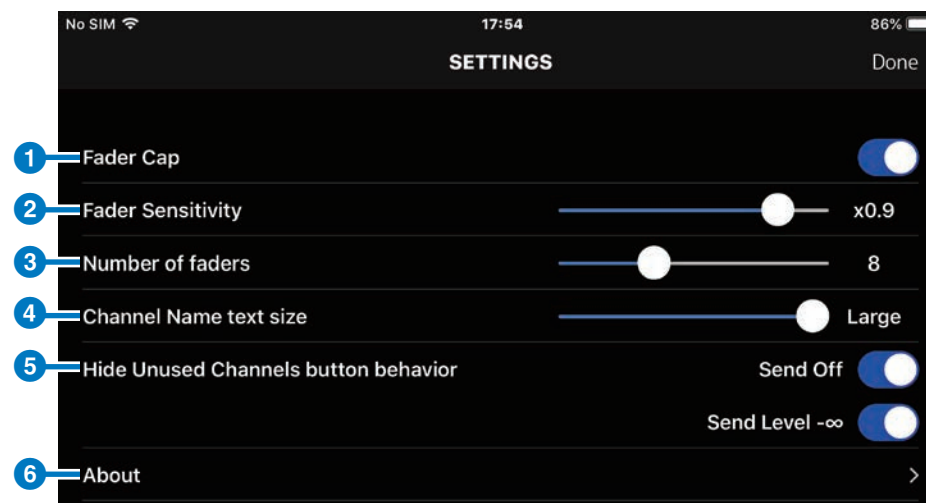 No SIM 17:54 86%
SETTINGS Done
1 Fader Cap
2 Fader Sensitivity x0.9
3 Number of faders 8
4 Channel Name text size Large
5 Hide Unused Channels button behavior Send Off
Send Level -∞
6 About >